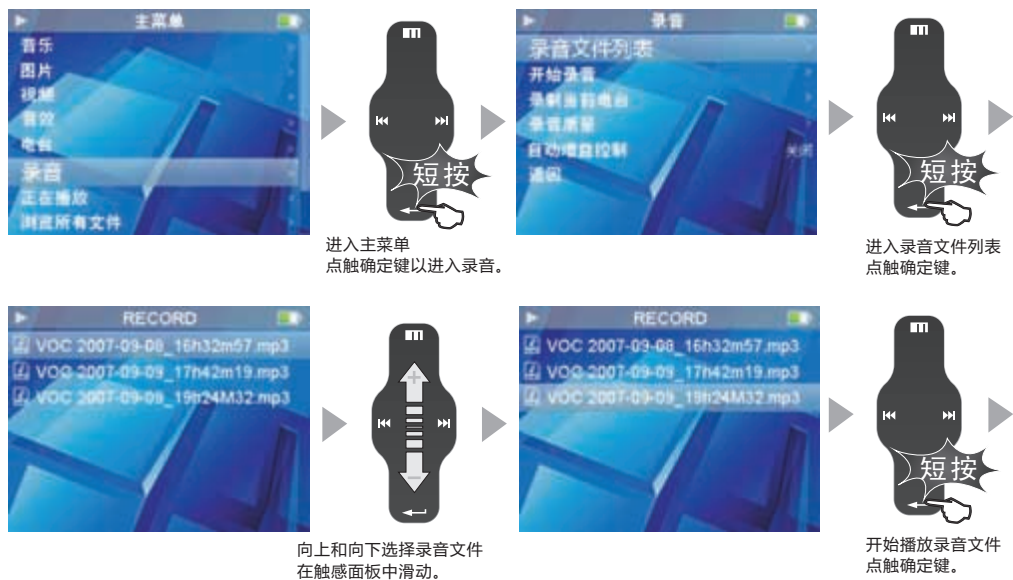 主菜单
音乐
图片
视频
音效
电台
录音
正在播放
浏览所有文件
短按
进入主菜单
点触确定键以进入录音。
录音
录音文件列表
开始录音
录制当前电台
录音质量
自动增益控制 关闭
退回
短按
进入录音文件列表
点触确定键。
RECORD
VOC 2007-09-08_16h32m57.mp3
VOC 2007-09-09_17h42m19.mp3
VOC 2007-09-09_19h24M32.mp3
向上和向下选择录音文件
在触感面板中滑动。
RECORD
VOC 2007-09-08_16h32m57.mp3
VOC 2007-09-09_17h42m19.mp3
VOC 2007-09-09_19h24M32.mp3
短按
开始播放录音文件
点触确定键。